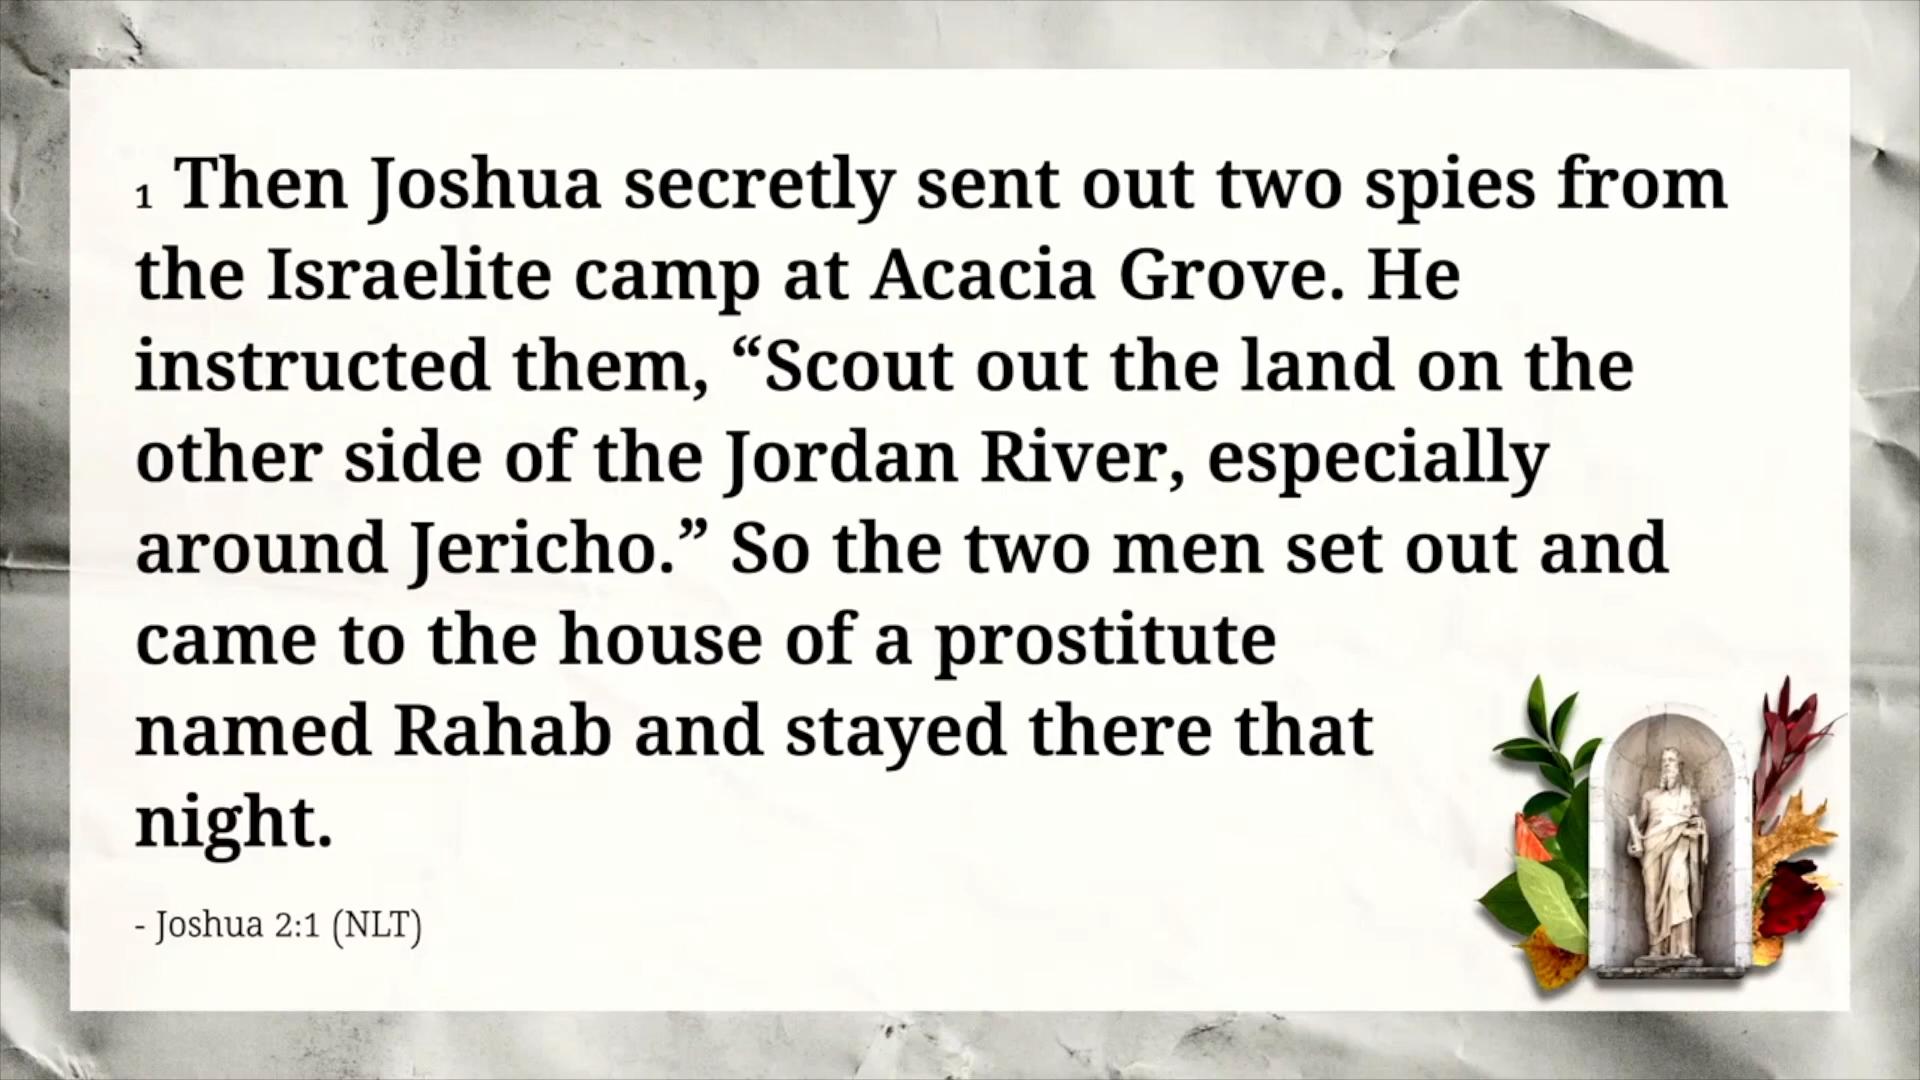 1 Then Joshua secretly sent out two spies from
the Israelite camp at Acacia Grove. He
instructed them, “Scout out the land on the
other side of the Jordan River, especially
around Jericho.” So the two men set out and
came to the house of a prostitute
named Rahab and stayed there that
night.
- Joshua 2:1 (NLT)